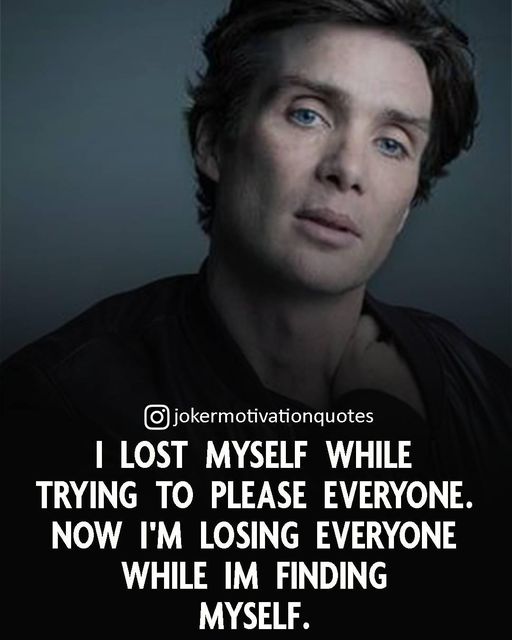 jokermotivationquotes
I LOST MYSELF WHILE
TRYING TO PLEASE EVERYONE.
NOW I'M LOSING EVERYONE
WHILE IM FINDING
MYSELF.